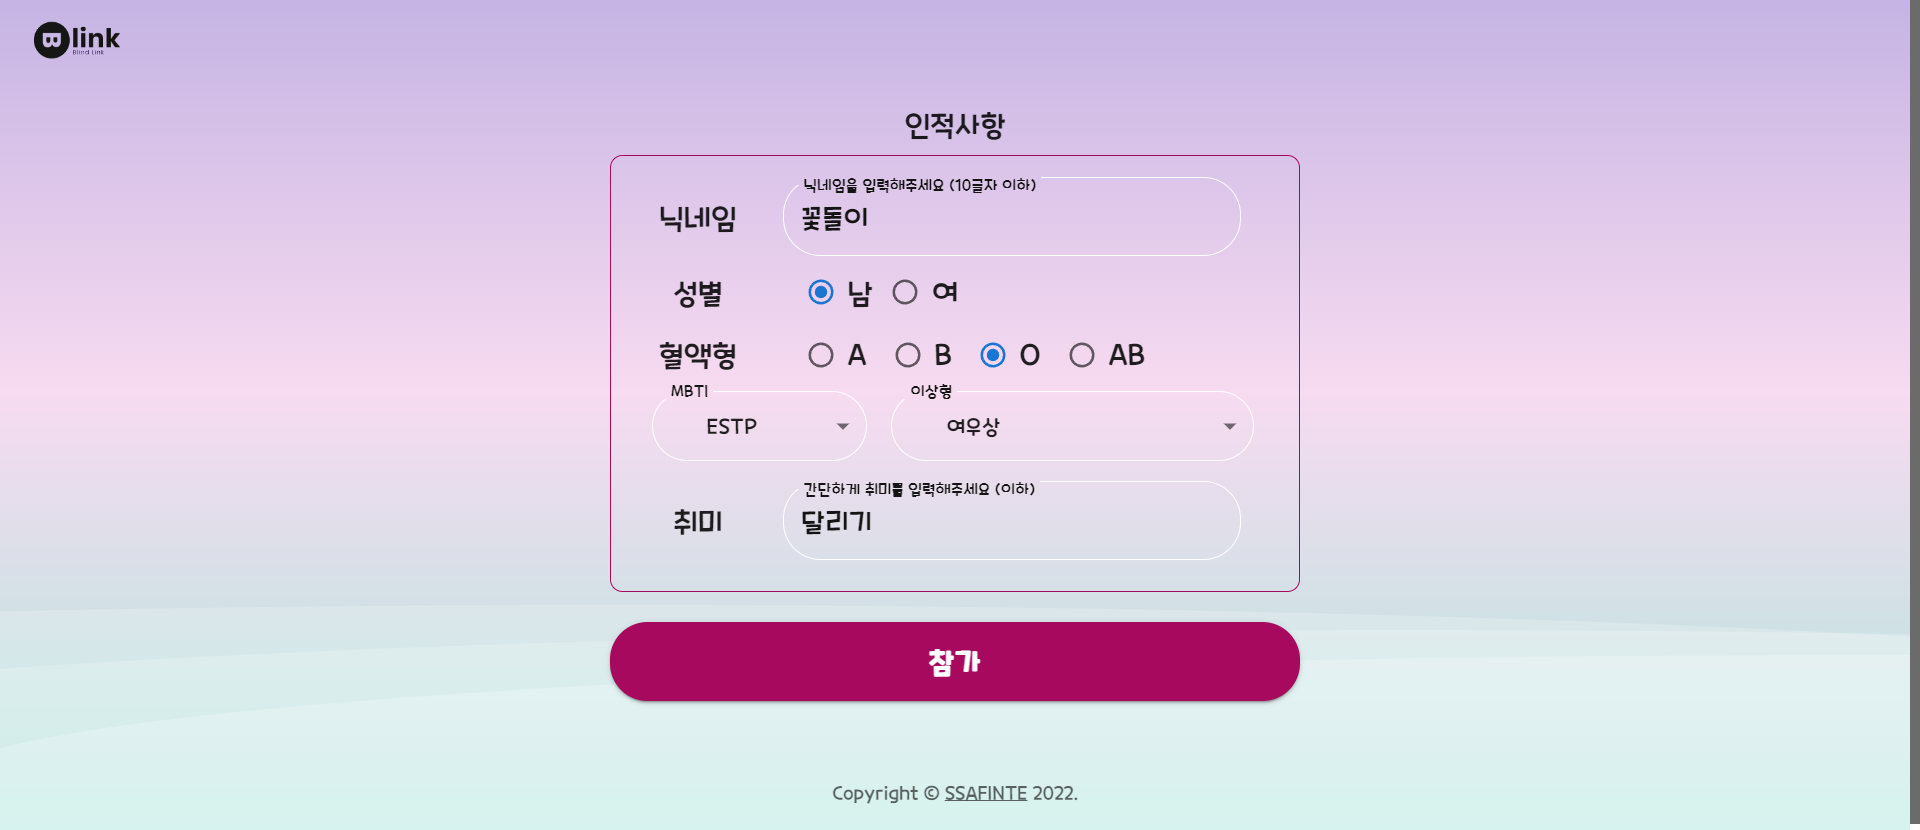 B link
Blind Link
인적사항
닉네임을 입력해주세요 (10글자 이하)
닉네임 꽃돌이
성별 남 여
혈액형 A B O AB
MBTI 이상형
ESTP 여우상
간단하게 취미를 입력해주세요 (이하)
취미 달리기
참가
Copyright © SSAFINTE 2022.